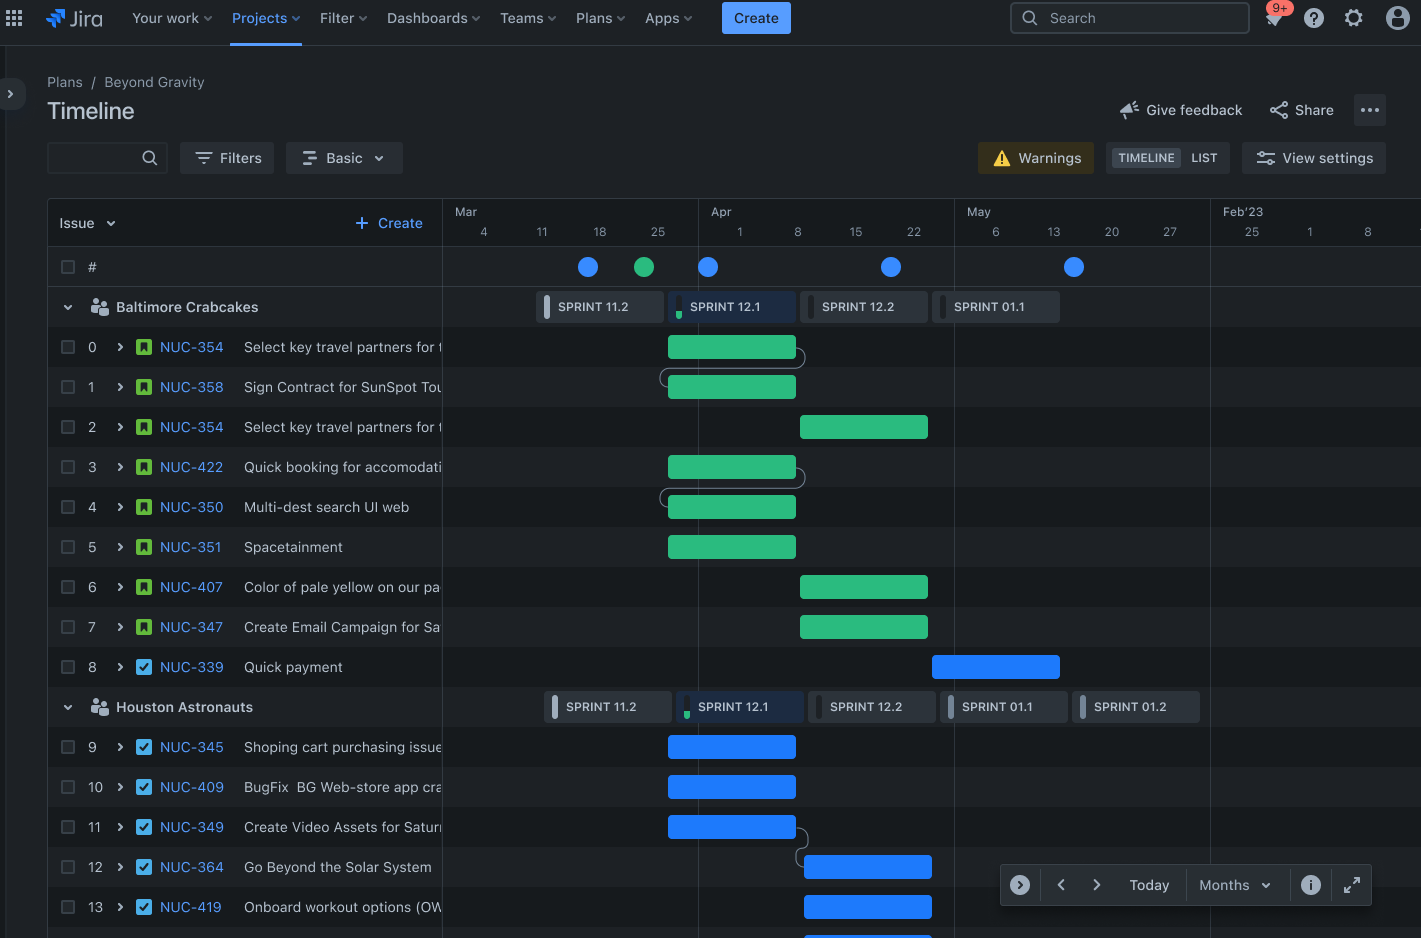 Jira Your work Projects Filter Dashboards Teams Plans Apps Create Search 9+
Plans / Beyond Gravity
Timeline
Give feedback Share
Filters Basic Warnings TIMELINE LIST View settings
Issue Create
Mar Apr May Feb'23
4 11 18 25 1 8 15 22 6 13 20 27 25 1 8
#
Baltimore Crabcakes SPRINT 11.2 SPRINT 12.1 SPRINT 12.2 SPRINT 01.1
0 NUC-354 Select key travel partners for
1 NUC-358 Sign Contract for SunSpot Tou
2 NUC-354 Select key travel partners for
3 NUC-422 Quick booking for accomodati
4 NUC-350 Multi-dest search UI web
5 NUC-351 Spacetainment
6 NUC-407 Color of pale yellow on our pa
7 NUC-347 Create Email Campaign for Sa
8 NUC-339 Quick payment
Houston Astronauts SPRINT 11.2 SPRINT 12.1 SPRINT 12.2 SPRINT 01.1 SPRINT 01.2
9 NUC-345 Shoping cart purchasing issue
10 NUC-409 BugFix BG Web-store app cra
11 NUC-349 Create Video Assets for Satur
12 NUC-364 Go Beyond the Solar System
13 NUC-419 Onboard workout options (OW
Today Months